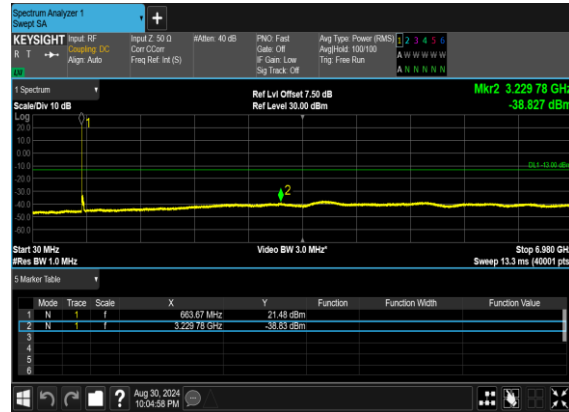 Spectrum Analyzer 1
Swept SA
KEYSIGHT Input: RF Input Z: 50 Ω #Atten: 40 dB PNO: Fast Avg Type: Power (RMS) 1 2 3 4 5 6
R T Coupling: DC Corr CCorr Gate: Off Avg|Hold: 100/100 A W W W W W
Align: Auto Freq Ref: Int (S) IF Gain: Low Trig: Free Run
Sig Track: Off A N N N N N
LW
1 Spectrum Ref Lvl Offset 7.50 dB Mkr2 3.229 78 GHz
Scale/Div 10 dB Ref Level 30.00 dBm -38.827 dBm
Log
20.0
10.0
0.00
-10.0
-20.0
-30.0
-40.0
-50.0
-60.0
1
DL1 -13.00 dBm
2
Start 30 MHz Video BW 3.0 MHz* Stop 6.980 GHz
#Res BW 1.0 MHz Sweep 13.3 ms (40001 pts)
5 Marker Table
Mode Trace Scale X Y Function Function Width Function Value
1 N 1 f 663.67 MHz 21.48 dBm
2 N 1 f 3.229 78 GHz -38.83 dBm
3
4
5
6
? Aug 30, 2024
10:04:58 PM